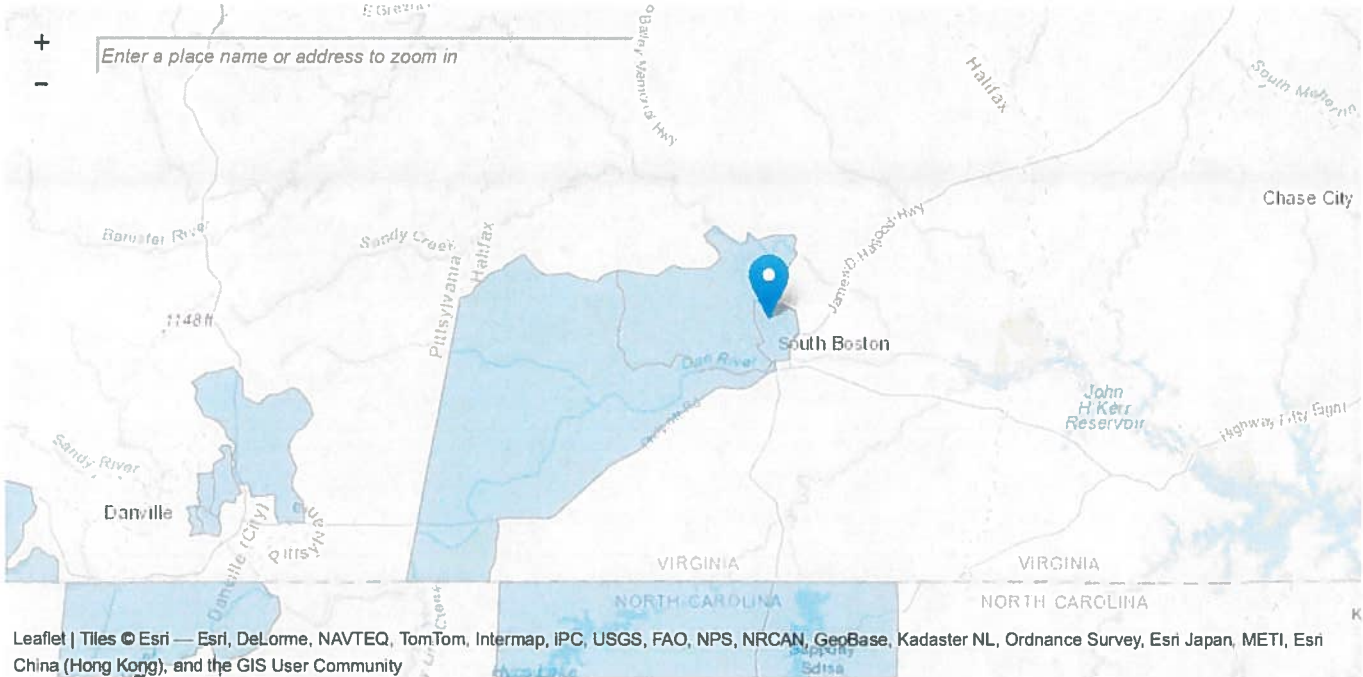 +
Enter a place name or address to zoom in
−
Halifax
Chase City
Sandy Creek
Pittsylvania
Halifax
1148 ft
South Boston
Dan River
John
H Kerr
Reservoir
Sandy River
Danville
Danville (City)
VIRGINIA
VIRGINIA
NORTH CAROLINA
NORTH CAROLINA
K
Leaflet | Tiles © Esri — Esri, DeLorme, NAVTEQ, TomTom, Intermap, iPC, USGS, FAO, NPS, NRCAN, GeoBase, Kadaster NL, Ordnance Survey, Esri Japan, METI, Esri
China (Hong Kong), and the GIS User Community